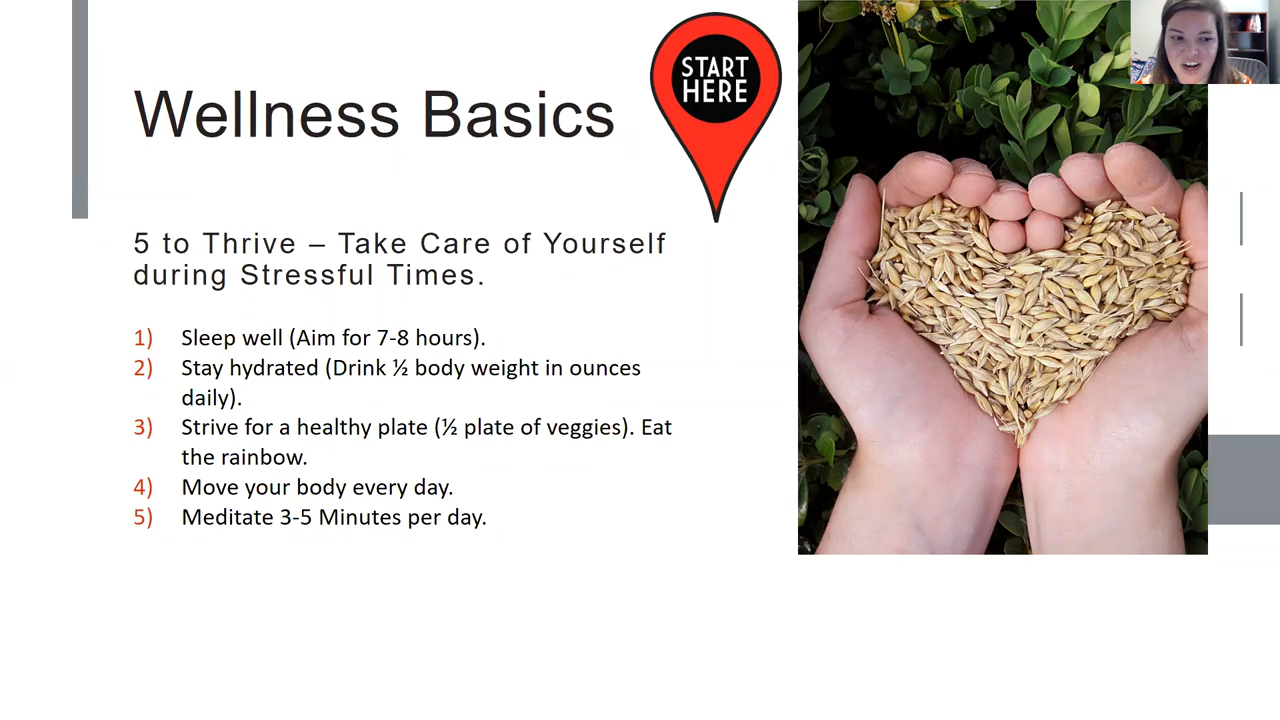 START
HERE
Wellness Basics
5 to Thrive – Take Care of Yourself
during Stressful Times.
1) Sleep well (Aim for 7-8 hours).
2) Stay hydrated (Drink ½ body weight in ounces
daily).
3) Strive for a healthy plate (½ plate of veggies). Eat
the rainbow.
4) Move your body every day.
5) Meditate 3-5 Minutes per day.